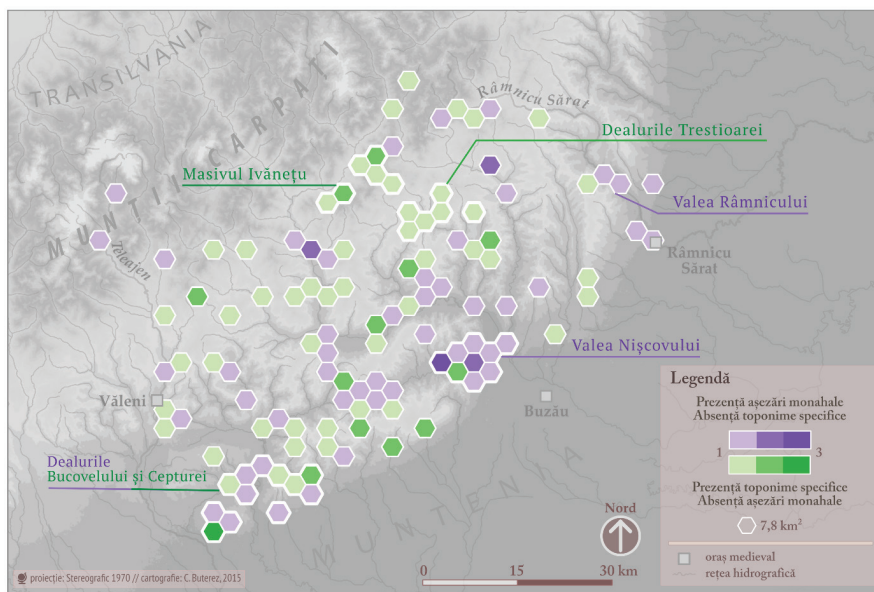 TRANSILVANIA
MUNȚII CARPAȚI
Râmnicu Sărat
Dealurile Trestioarei
Masivul Ivănețu
Valea Râmnicului
Teleajen
Râmnicu
Sărat
Valea Nișcovului
Văleni
Buzău
Dealurile
Bucovelului și Cepturei
MUNTENIA
Legendă
Prezență așezări monahale
Absență toponime specifice
1 3
Prezență toponime specifice
Absență așezări monahale
7,8 km²
oraș medieval
rețea hidrografică
Nord
0 15 30 km
proiecție: Stereografic 1970 // cartografie: C. Buterez, 2015